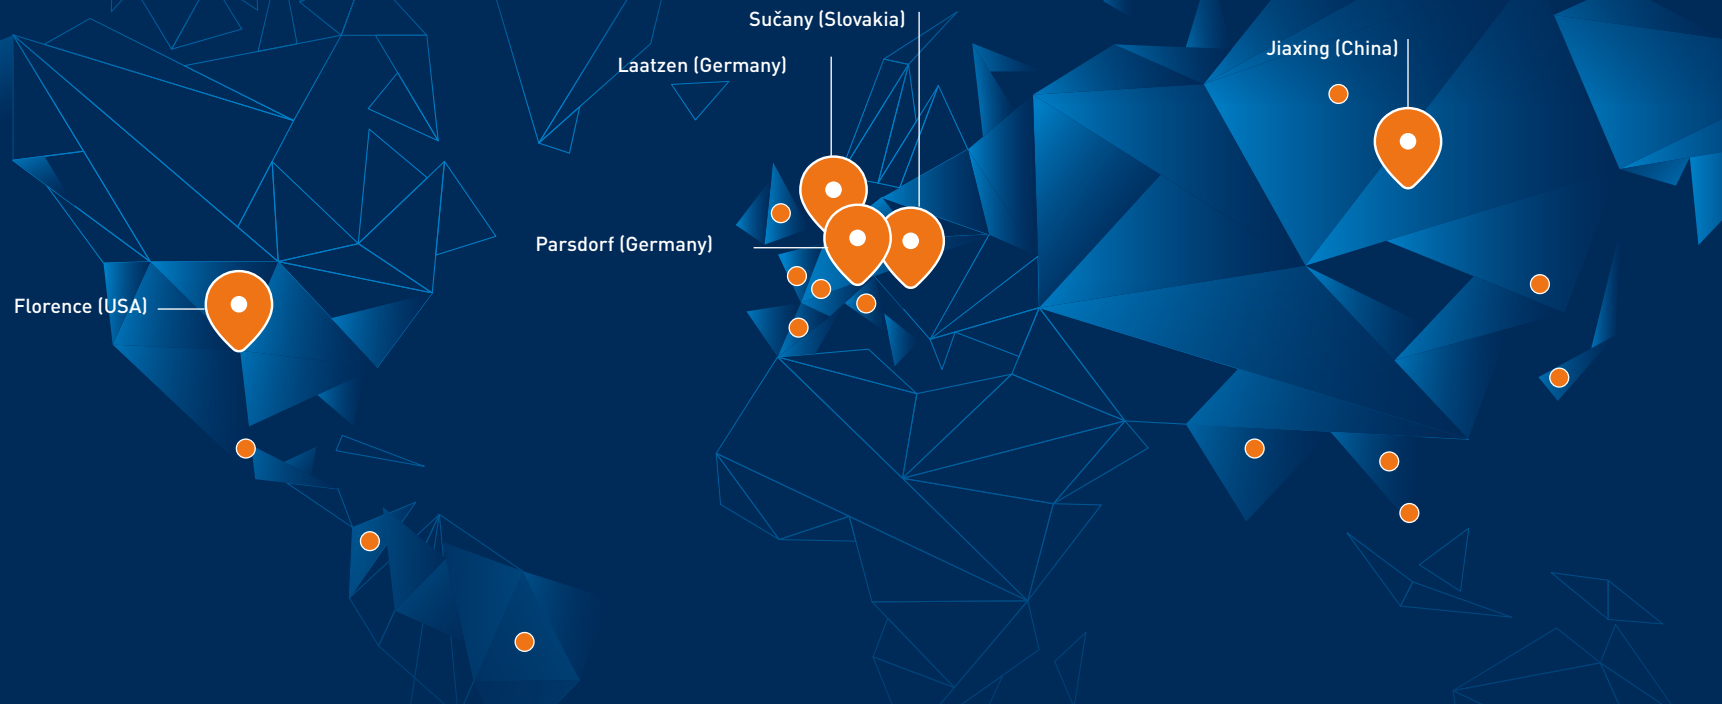 Sučany (Slovakia)
Jiaxing (China)
Laatzen (Germany)
Parsdorf (Germany)
Florence (USA)